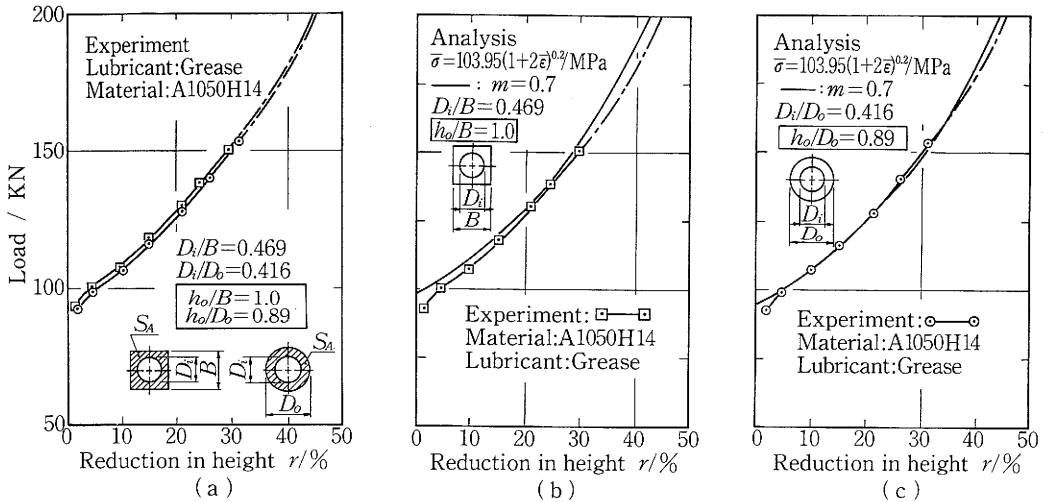 200
150
100
50
Load / KN
Experiment
Lubricant:Grease
Material:A1050H14
Di/B=0.469
Di/Do=0.416
ho/B=1.0
ho/Do=0.89
SA
Di
B
Di
SA
Do
0 10 20 30 40 50
Reduction in height r/%
(a)
Analysis
σ̅=103.95(1+2ε̅)^0.2/MPa
: m=0.7
Di/B=0.469
ho/B=1.0
Di
B
Experiment:
Material:A1050H14
Lubricant:Grease
0 10 20 30 40 50
Reduction in height r/%
(b)
Analysis
σ̅=103.95(1+2ε̅)^0.2/MPa
: m=0.7
Di/Do=0.416
ho/Do=0.89
Di
Do
Experiment:
Material:A1050H14
Lubricant:Grease
0 10 20 30 40 50
Reduction in height r/%
(c)